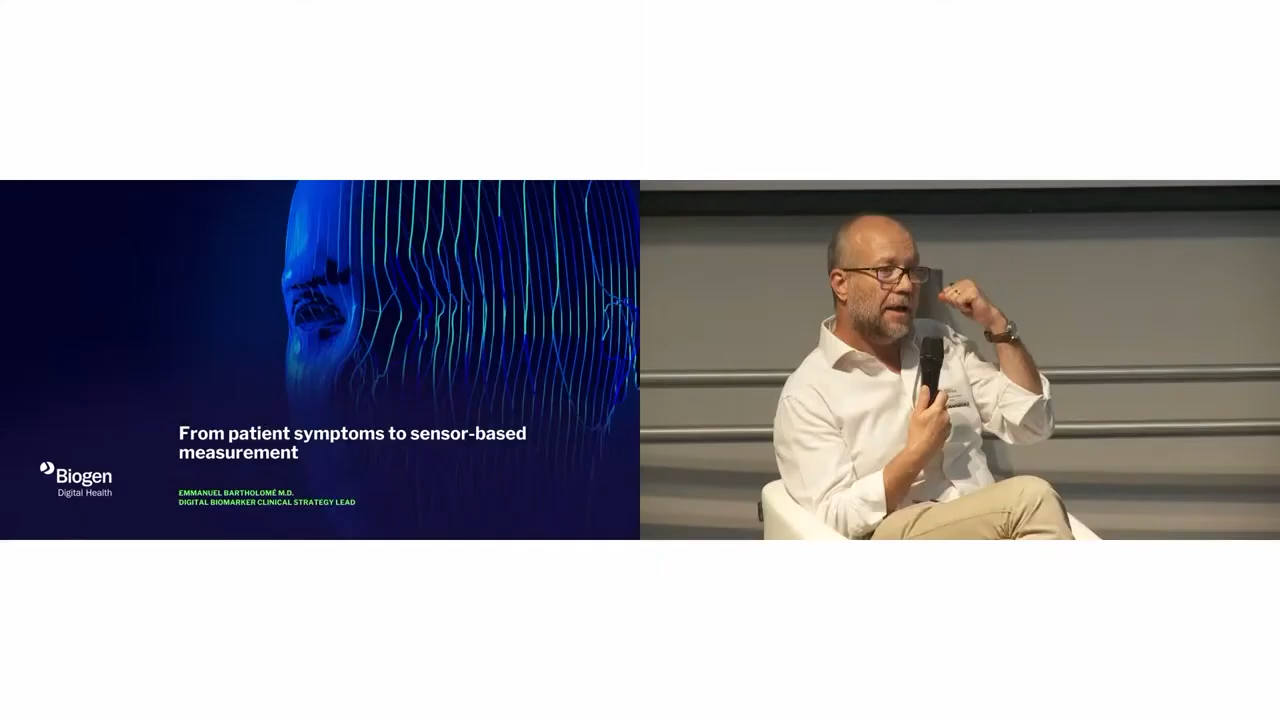 From patient symptoms to sensor-based
measurement
Biogen
Digital Health
EMMANUEL BARTHOLOMÉ M.D.
DIGITAL BIOMARKER CLINICAL STRATEGY LEAD